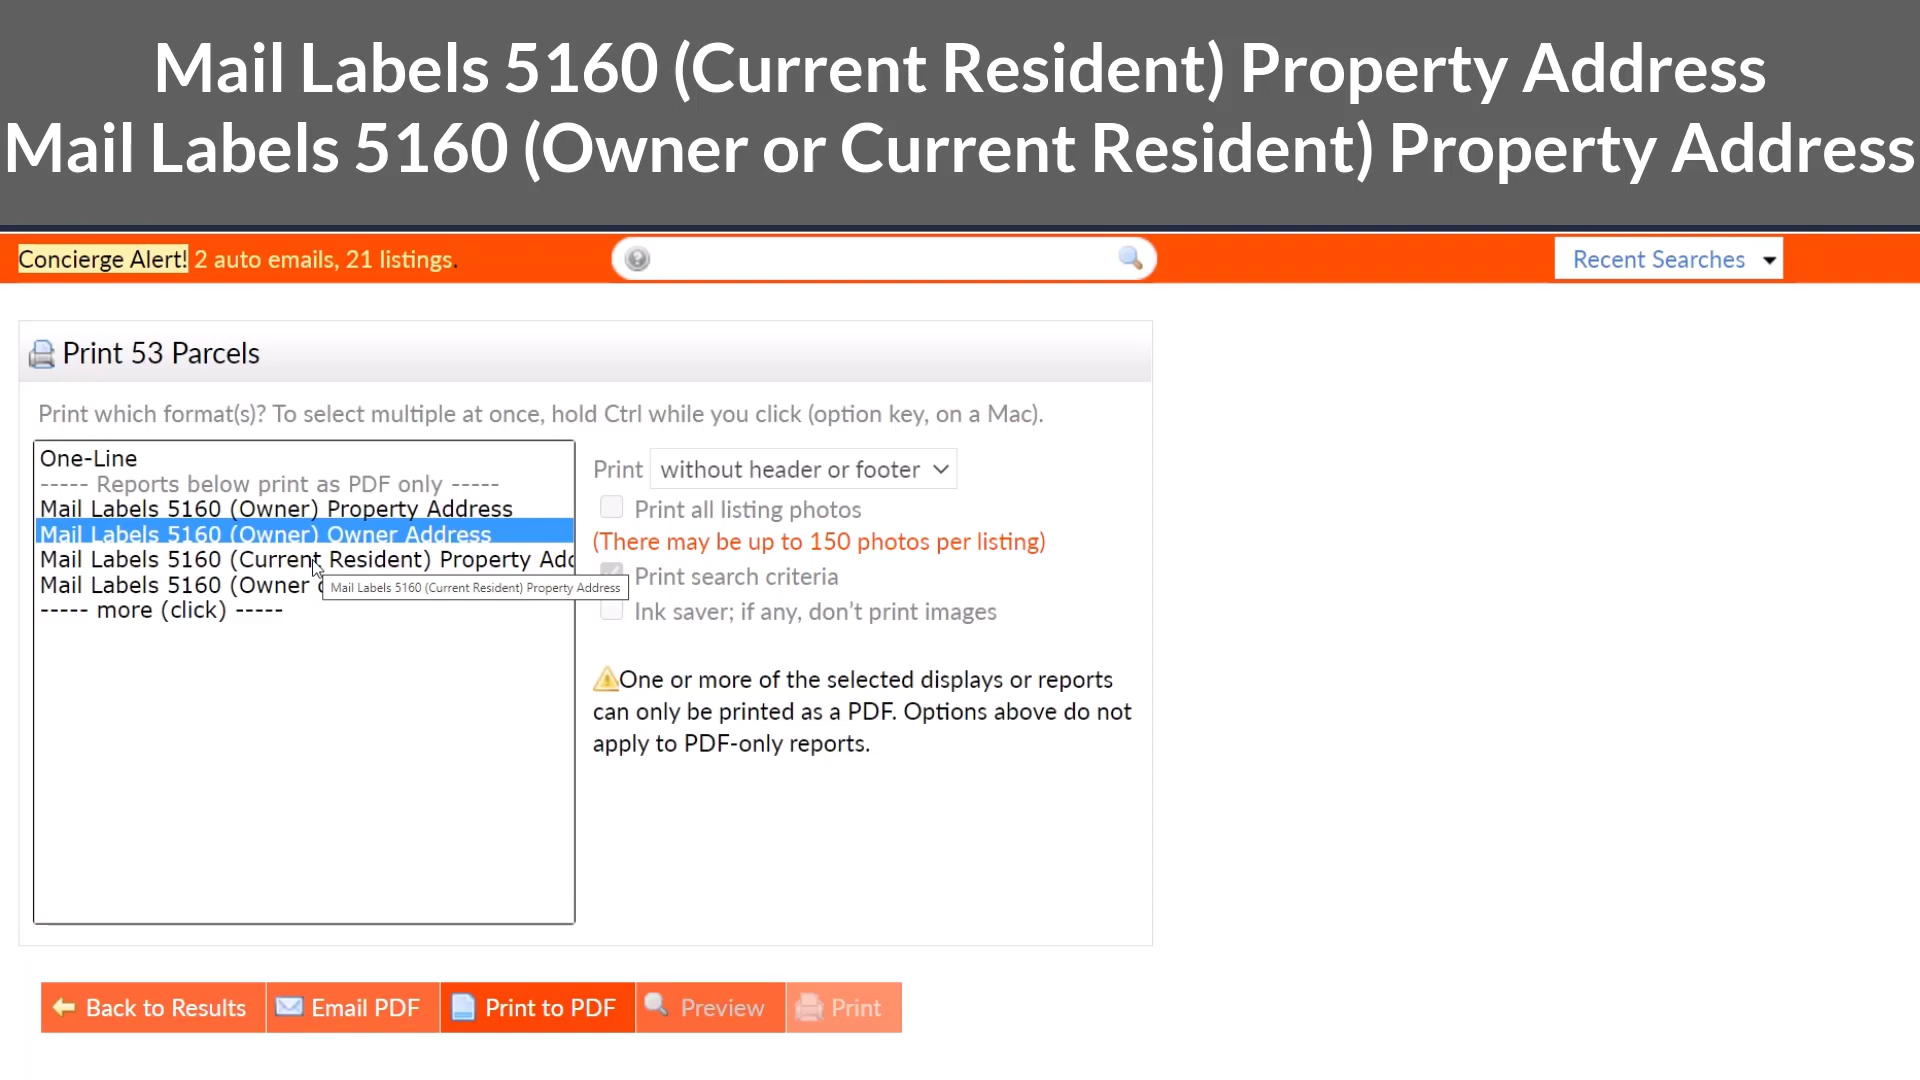 Mail Labels 5160 (Current Resident) Property Address
Mail Labels 5160 (Owner or Current Resident) Property Address
Concierge Alert! 2 auto emails, 21 listings.
Recent Searches
Print 53 Parcels
Print which format(s)? To select multiple at once, hold Ctrl while you click (option key, on a Mac).
One-Line
----- Reports below print as PDF only -----
Mail Labels 5160 (Owner) Property Address
Mail Labels 5160 (Owner) Owner Address
Mail Labels 5160 (Current Resident) Property Add
Mail Labels 5160 (Owner
Mail Labels 5160 (Current Resident) Property Address
----- more (click) -----
Print without header or footer
Print all listing photos
(There may be up to 150 photos per listing)
Print search criteria
Ink saver; if any, don't print images
One or more of the selected displays or reports
can only be printed as a PDF. Options above do not
apply to PDF-only reports.
Back to Results
Email PDF
Print to PDF
Preview
Print